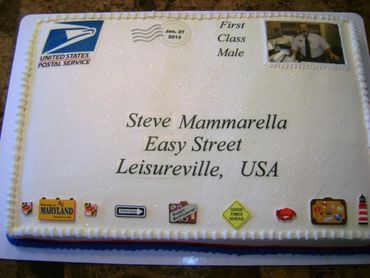 UNITED STATES
POSTAL SERVICE
Jan. 27
2013
First
Class
Male
Steve Mammarella
Easy Street
Leisureville, USA
MARYLAND
GOOD
TIMES
AHEAD